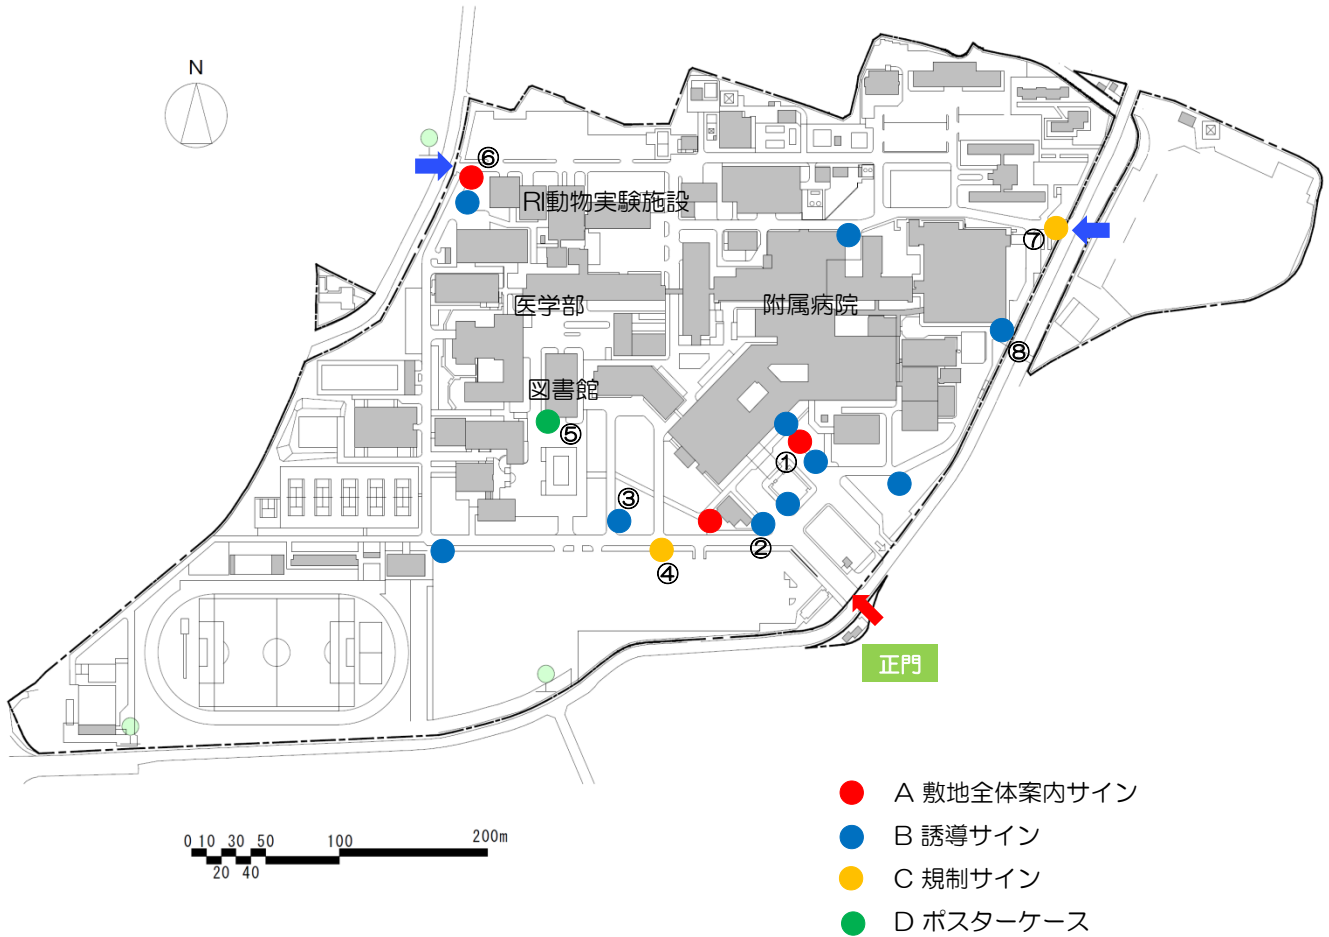 N
⑥
RI動物実験施設
⑦
医学部
附属病院
⑧
図書館
⑤
①
③
②
④
正門
0 10 30 50 100 200m
20 40
A 敷地全体案内サイン
B 誘導サイン
C 規制サイン
D ポスターケース